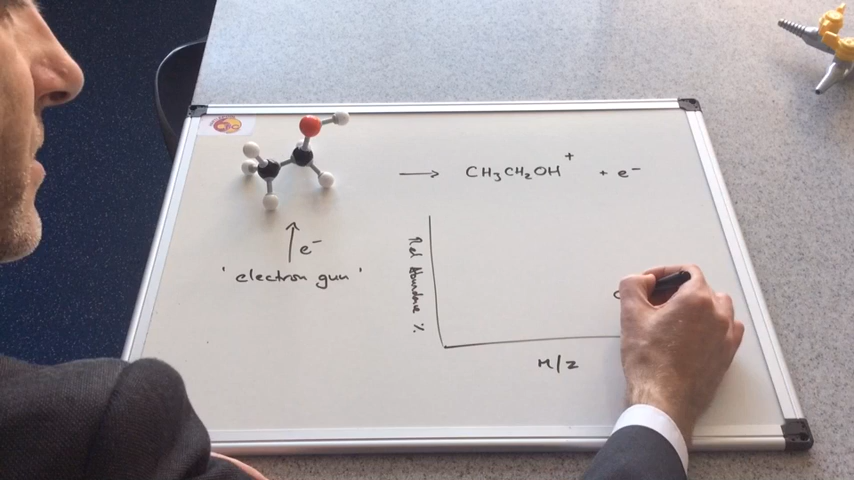 CH₃CH₂OH⁺ + e⁻
e⁻
'electron gun'
Rel Abundance %
M/Z